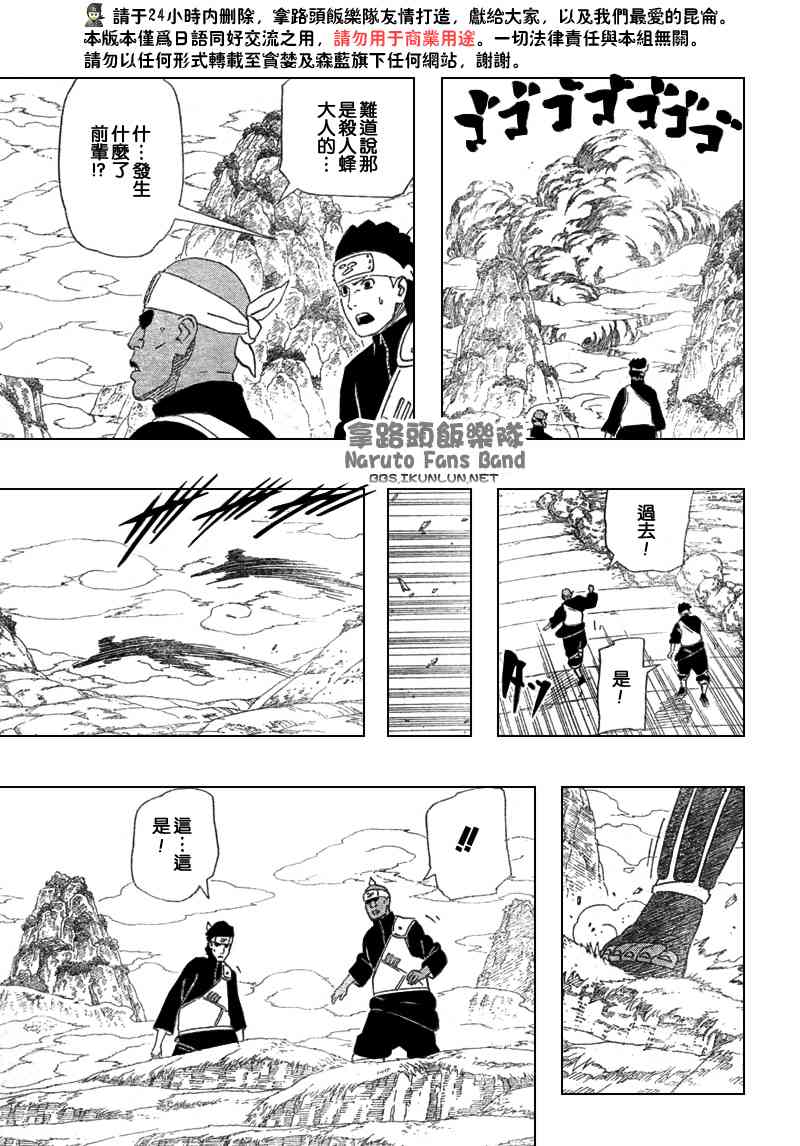 請于24小時内删除，拿路頭飯樂隊友情打造，獻給大家，以及我們最愛的昆侖。
本版本僅爲日語同好交流之用，請勿用于商業用途。一切法律責任與本組無關。
請勿以任何形式轉載至貪婪及森藍旗下任何網站，謝謝。
ゴゴゴゴゴゴゴ
難道說那
是殺人蜂
大人的…
什…發生
什麼了
前輩!?
拿路頭飯樂隊
Naruto Fans Band
BBS.IKUNLUN.NET
過去！
是！
ダッ
!!
這…這
是！